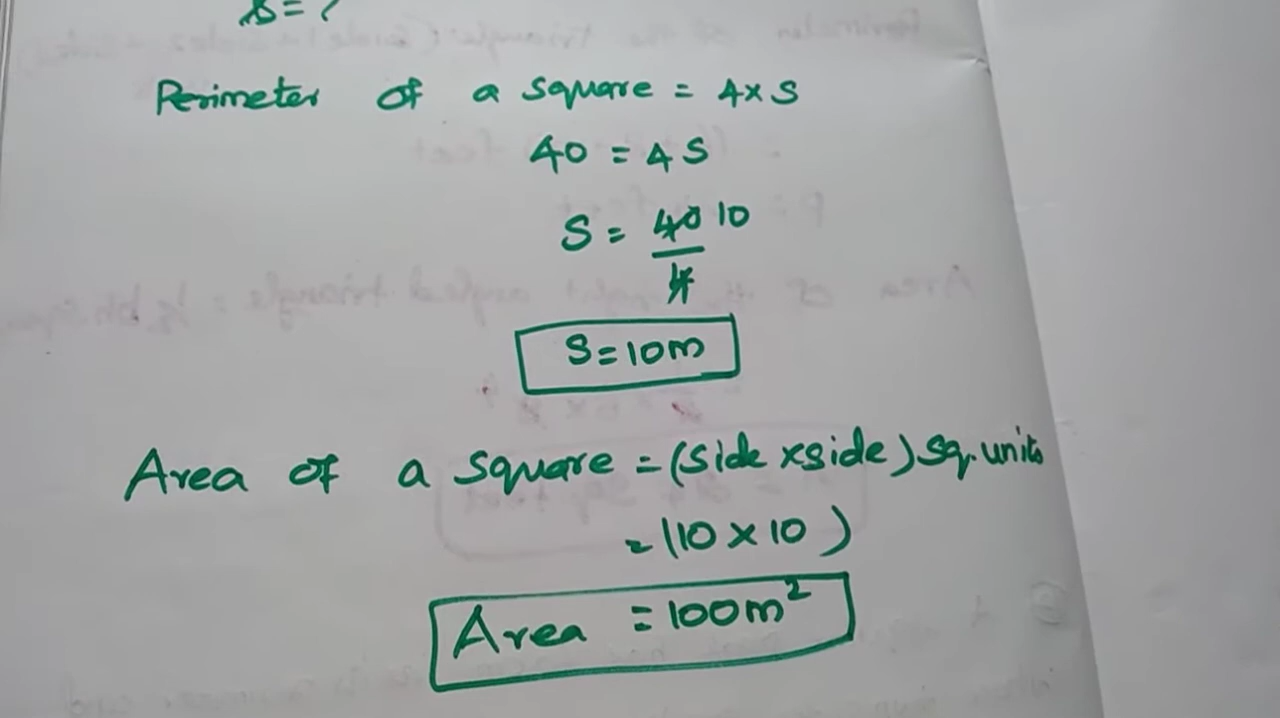 S=?
Perimeter of a square = 4×S
40 = 4S
S = 40 10
4
S=10m
Area of a square = (side×side) sq. units
= (10 × 10)
Area = 100m²